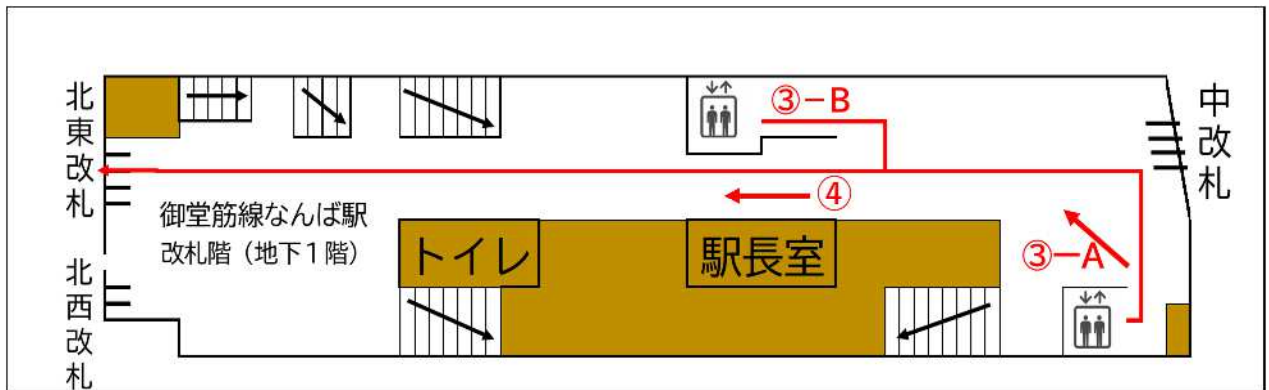 北東改札
③－B
中改札
④
御堂筋線なんば駅
改札階（地下１階）
トイレ
駅長室
③－A
北西改札